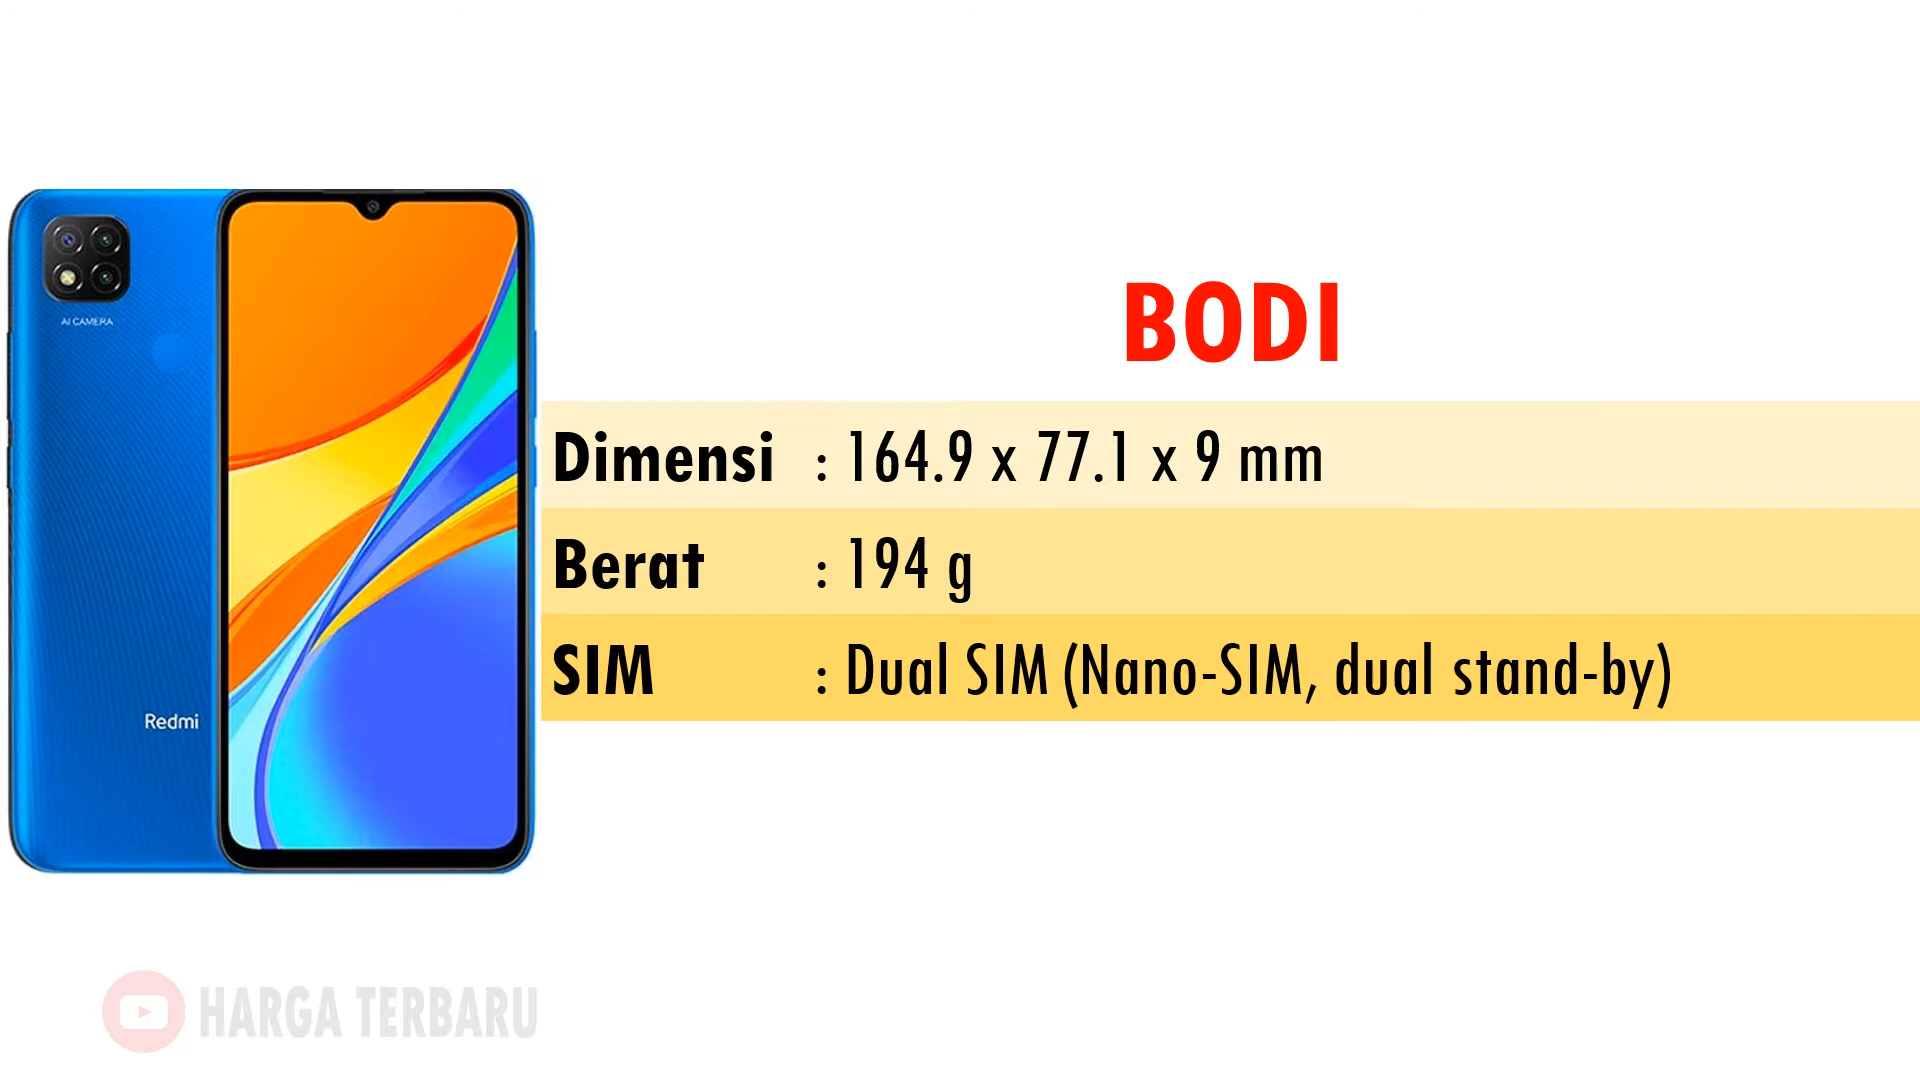 AI CAMERA
Redmi
BODI
Dimensi : 164.9 x 77.1 x 9 mm
Berat : 194 g
SIM : Dual SIM (Nano-SIM, dual stand-by)
HARGA TERBARU